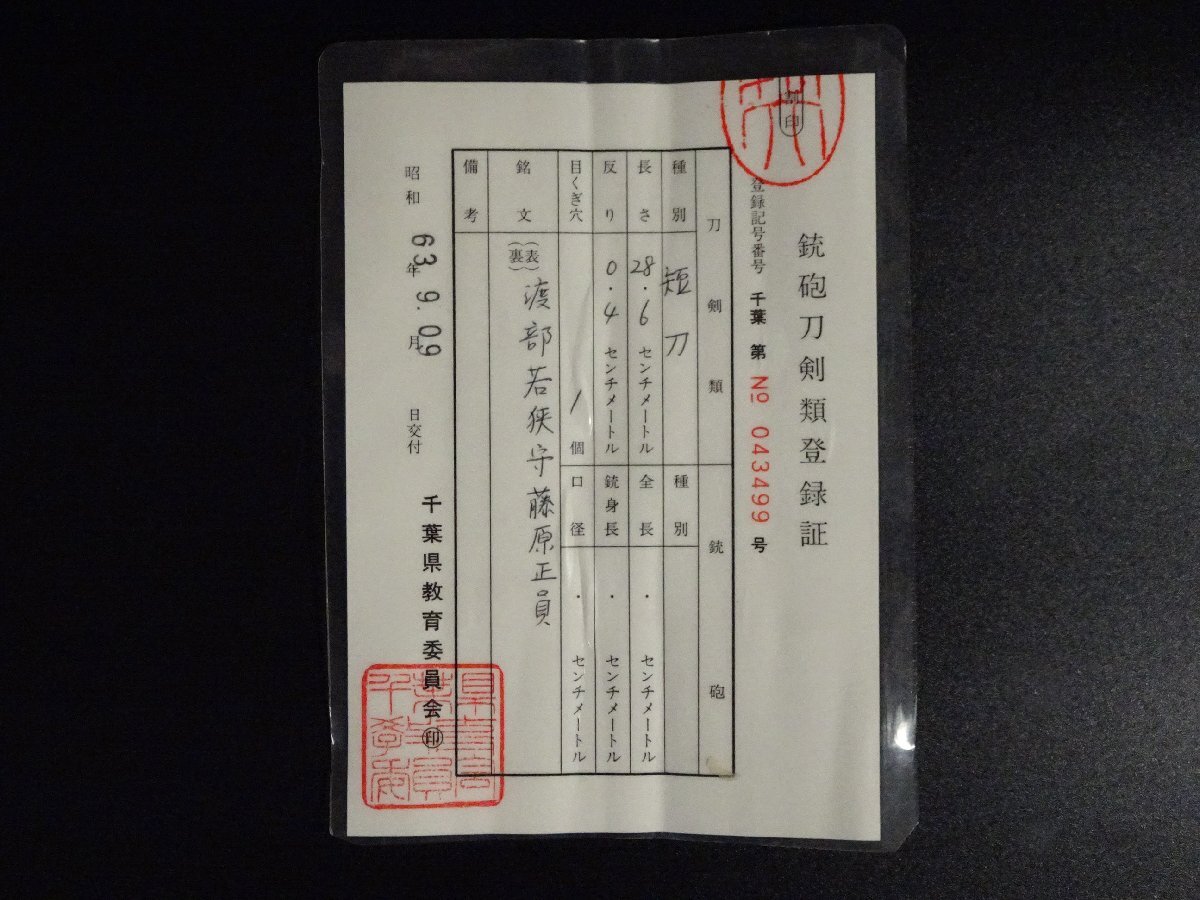 銃砲刀剣類登録証
割印
登録記号番号 千葉 第 № 043499 号
刀剣類
銃砲
種別 短刀
種別
長さ 28.6 センチメートル
全長 ・ センチメートル
反り 0.4 センチメートル
銃身長 ・ センチメートル
目くぎ穴 1 個
口径 ・ センチメートル
銘文 (表)(裏) 渡部若狭守藤原正員
備考
昭和 63年 9.月 09 日交付
千葉県教育委員会 ㊞